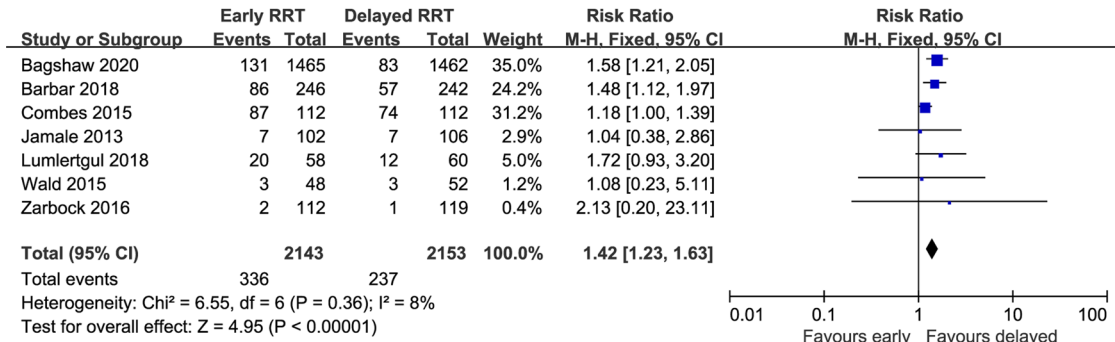 Early RRT Delayed RRT Risk Ratio Risk Ratio
Study or Subgroup Events Total Events Total Weight M-H, Fixed, 95% CI M-H, Fixed, 95% CI
Bagshaw 2020 131 1465 83 1462 35.0% 1.58 [1.21, 2.05]
Barbar 2018 86 246 57 242 24.2% 1.48 [1.12, 1.97]
Combes 2015 87 112 74 112 31.2% 1.18 [1.00, 1.39]
Jamale 2013 7 102 7 106 2.9% 1.04 [0.38, 2.86]
Lumlertgul 2018 20 58 12 60 5.0% 1.72 [0.93, 3.20]
Wald 2015 3 48 3 52 1.2% 1.08 [0.23, 5.11]
Zarbock 2016 2 112 1 119 0.4% 2.13 [0.20, 23.11]
Total (95% CI) 2143 2153 100.0% 1.42 [1.23, 1.63]
Total events 336 237
Heterogeneity: Chi² = 6.55, df = 6 (P = 0.36); I² = 8%
Test for overall effect: Z = 4.95 (P < 0.00001)
0.01 0.1 1 10 100
Favours early Favours delayed